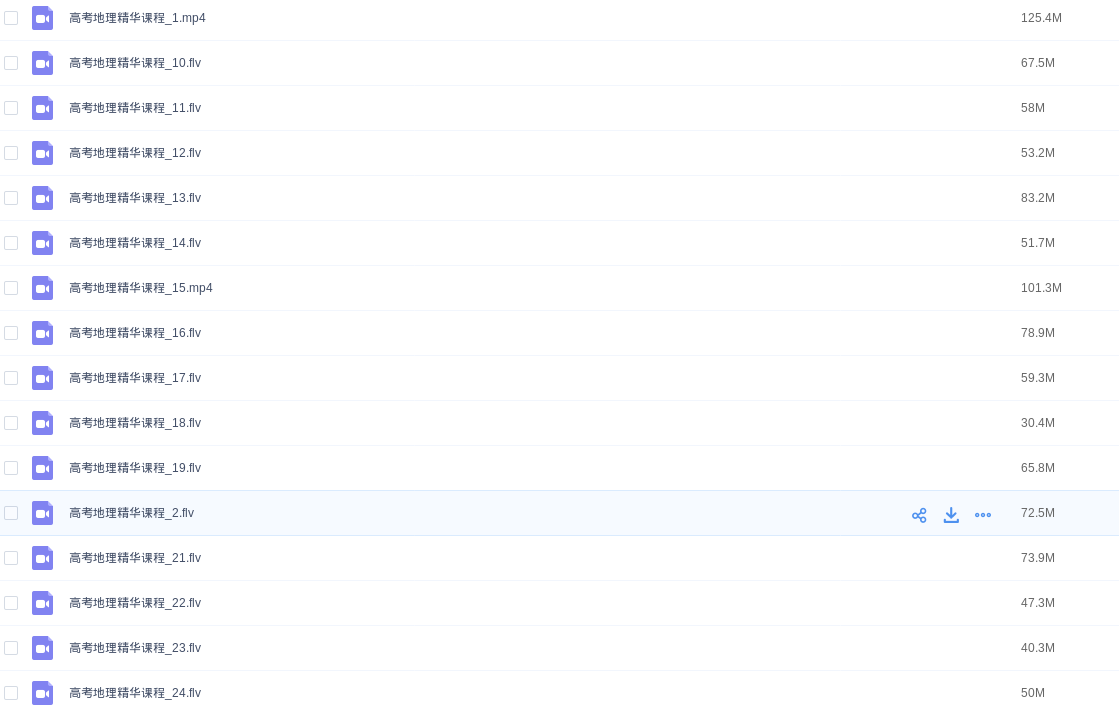 高考地理精华课程_1.mp4 125.4M
高考地理精华课程_10.flv 67.5M
高考地理精华课程_11.flv 58M
高考地理精华课程_12.flv 53.2M
高考地理精华课程_13.flv 83.2M
高考地理精华课程_14.flv 51.7M
高考地理精华课程_15.mp4 101.3M
高考地理精华课程_16.flv 78.9M
高考地理精华课程_17.flv 59.3M
高考地理精华课程_18.flv 30.4M
高考地理精华课程_19.flv 65.8M
高考地理精华课程_2.flv 72.5M
高考地理精华课程_21.flv 73.9M
高考地理精华课程_22.flv 47.3M
高考地理精华课程_23.flv 40.3M
高考地理精华课程_24.flv 50M